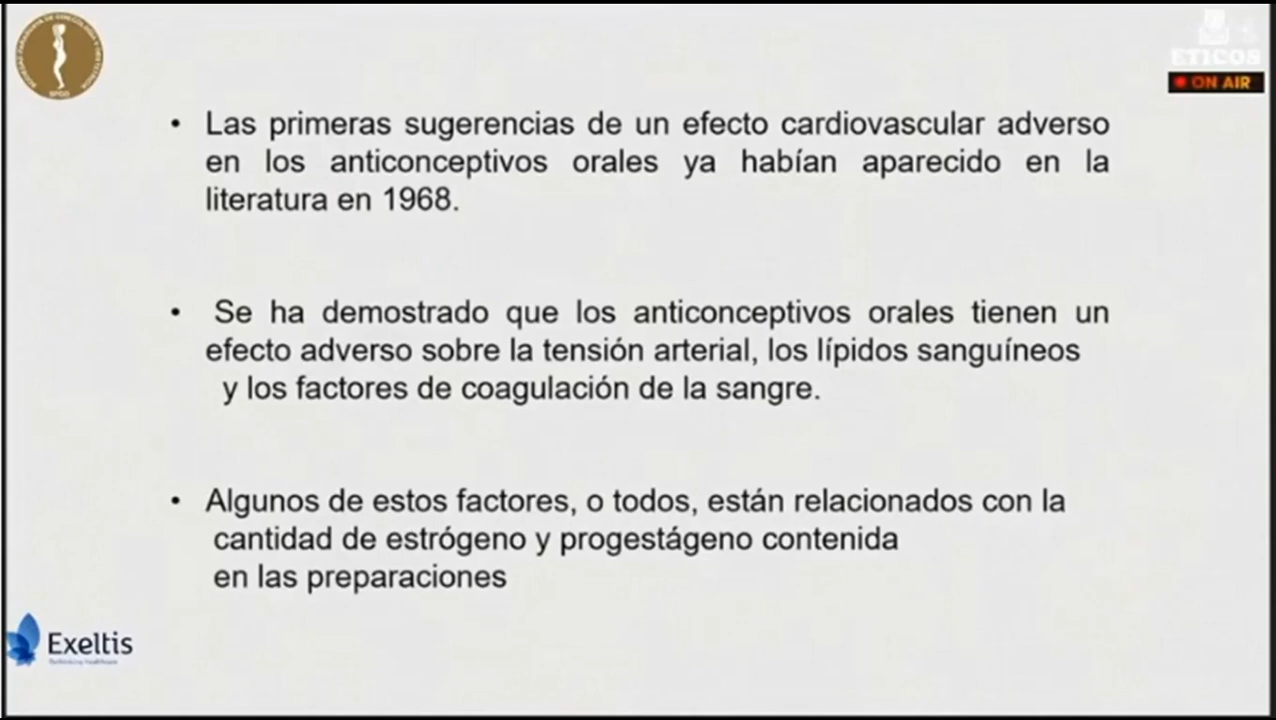 ETICOS
ON AIR
• Las primeras sugerencias de un efecto cardiovascular adverso
en los anticonceptivos orales ya habían aparecido en la
literatura en 1968.
• Se ha demostrado que los anticonceptivos orales tienen un
efecto adverso sobre la tensión arterial, los lípidos sanguíneos
y los factores de coagulación de la sangre.
• Algunos de estos factores, o todos, están relacionados con la
cantidad de estrógeno y progestágeno contenida
en las preparaciones
Exeltis
Rethinking healthcare